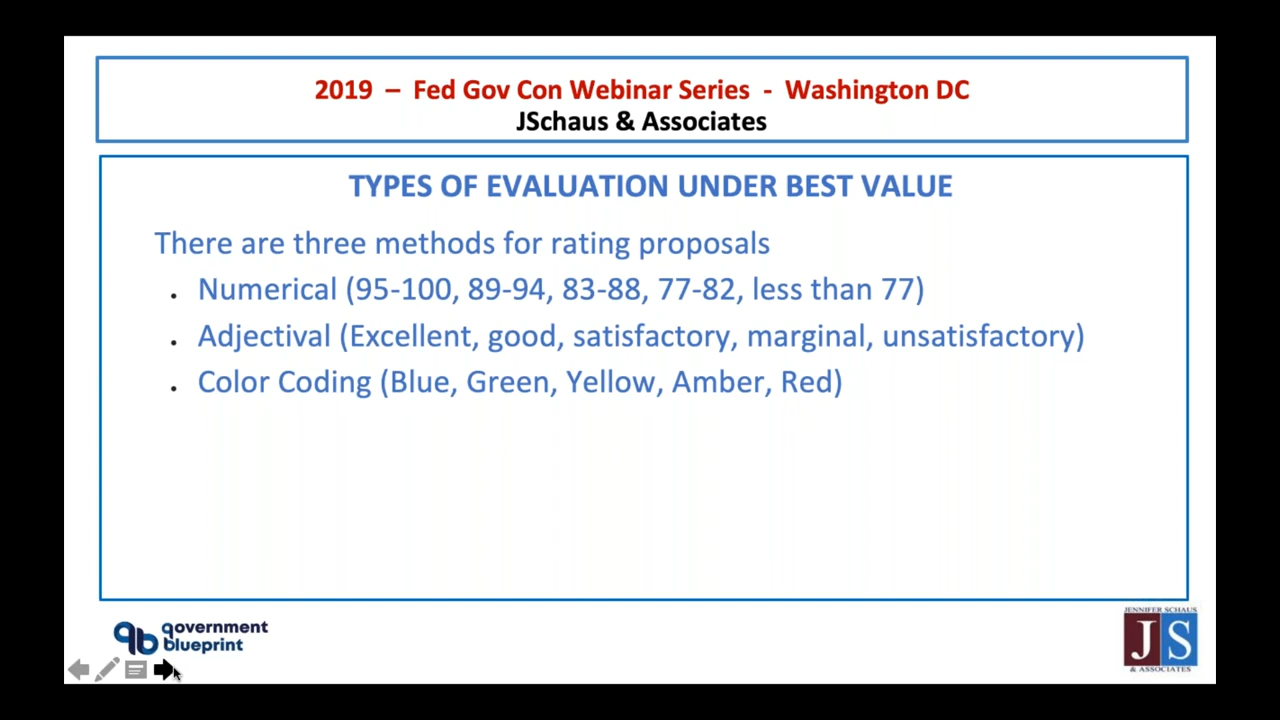 2019 – Fed Gov Con Webinar Series - Washington DC
JSchaus & Associates
TYPES OF EVALUATION UNDER BEST VALUE
There are three methods for rating proposals
• Numerical (95-100, 89-94, 83-88, 77-82, less than 77)
• Adjectival (Excellent, good, satisfactory, marginal, unsatisfactory)
• Color Coding (Blue, Green, Yellow, Amber, Red)
gb government
blueprint
JENNIFER SCHAUS
JS
& ASSOCIATES